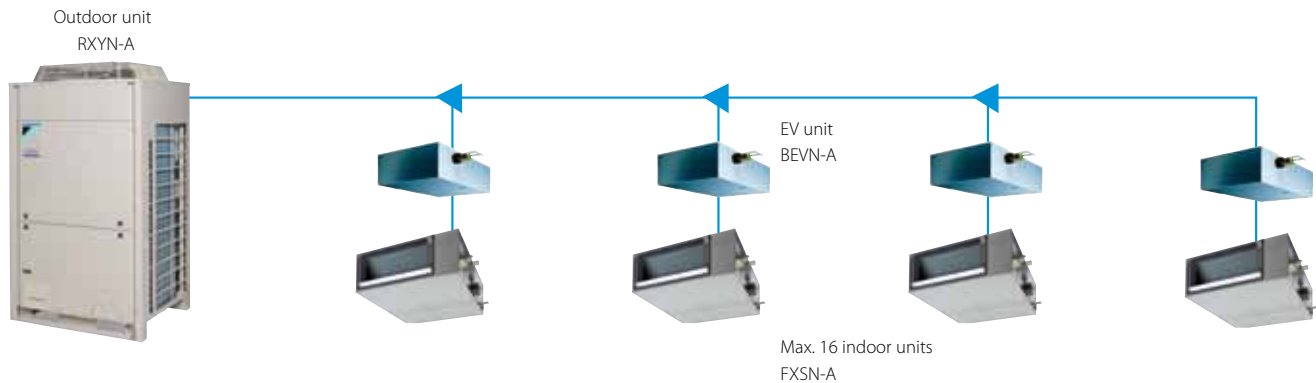 Outdoor unit
RXYN-A
EV unit
BEVN-A
Max. 16 indoor units
FXSN-A